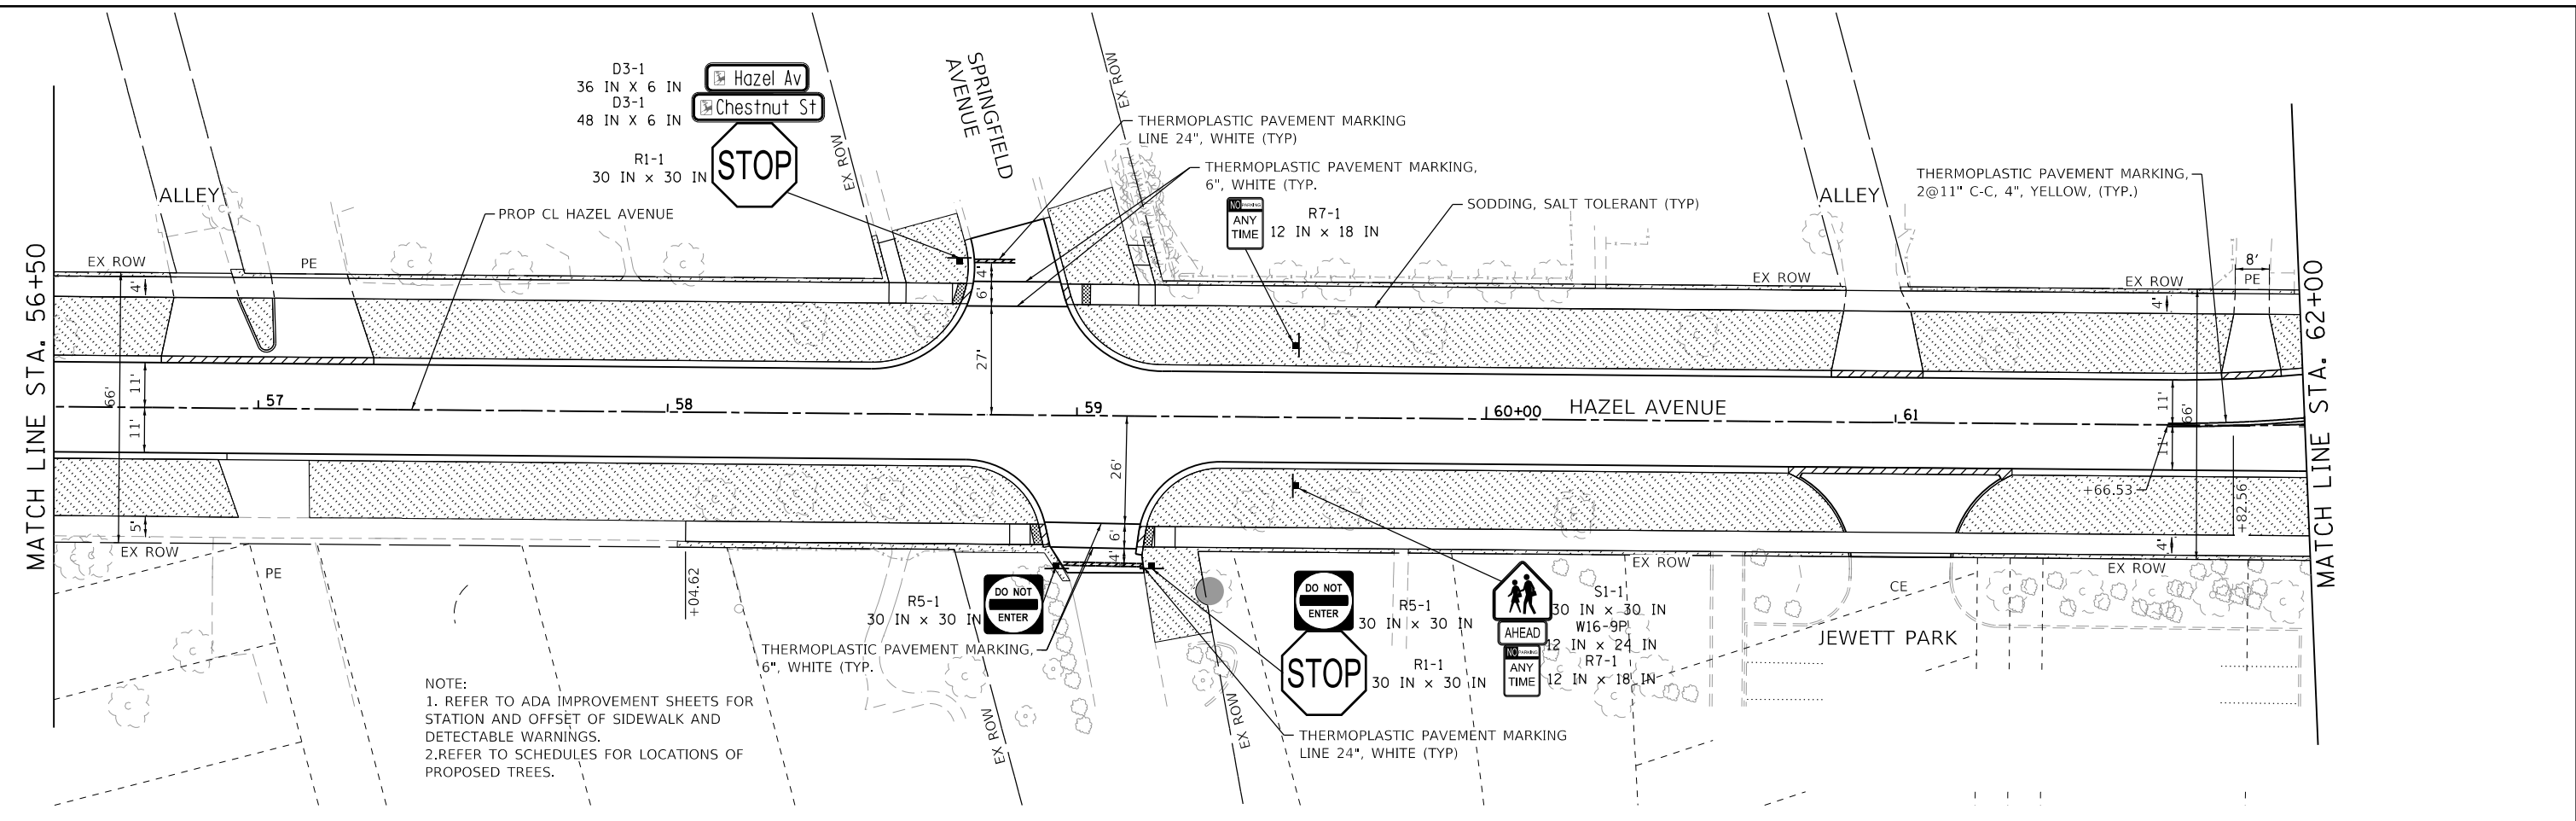 MATCH LINE STA. 56+50
D3-1
36 IN X 6 IN
D3-1
48 IN X 6 IN
Hazel Av
Chestnut St
R1-1
30 IN x 30 IN
STOP
SPRINGFIELD
AVENUE
EX ROW
EX ROW
THERMOPLASTIC PAVEMENT MARKING
LINE 24", WHITE (TYP)
THERMOPLASTIC PAVEMENT MARKING,
6", WHITE (TYP.
NO PARKING
ANY
TIME
R7-1
12 IN x 18 IN
SODDING, SALT TOLERANT (TYP)
THERMOPLASTIC PAVEMENT MARKING,
2@11" C-C, 4", YELLOW, (TYP.)
ALLEY
PROP CL HAZEL AVENUE
ALLEY
EX ROW
PE
EX ROW
EX ROW
8'
PE
4'
4'
6'
4'
27'
66'
11'
11'
57
58
59
60+00
HAZEL AVENUE
61
11'
66'
11'
26'
+66.53
+82.56
5'
EX ROW
PE
+04.62
6'
4'
4'
EX ROW
EX ROW
CE
JEWETT PARK
R5-1
30 IN x 30 IN
DO NOT
ENTER
THERMOPLASTIC PAVEMENT MARKING,
6", WHITE (TYP.
DO NOT
ENTER
R5-1
30 IN x 30 IN
STOP
R1-1
30 IN x 30 IN
S1-1
30 IN x 30 IN
AHEAD
W16-9P
12 IN x 24 IN
NO PARKING
ANY
TIME
R7-1
12 IN x 18 IN
EX ROW
EX ROW
THERMOPLASTIC PAVEMENT MARKING
LINE 24", WHITE (TYP)
NOTE:
1. REFER TO ADA IMPROVEMENT SHEETS FOR
STATION AND OFFSET OF SIDEWALK AND
DETECTABLE WARNINGS.
2.REFER TO SCHEDULES FOR LOCATIONS OF
PROPOSED TREES.
MATCH LINE STA. 62+00